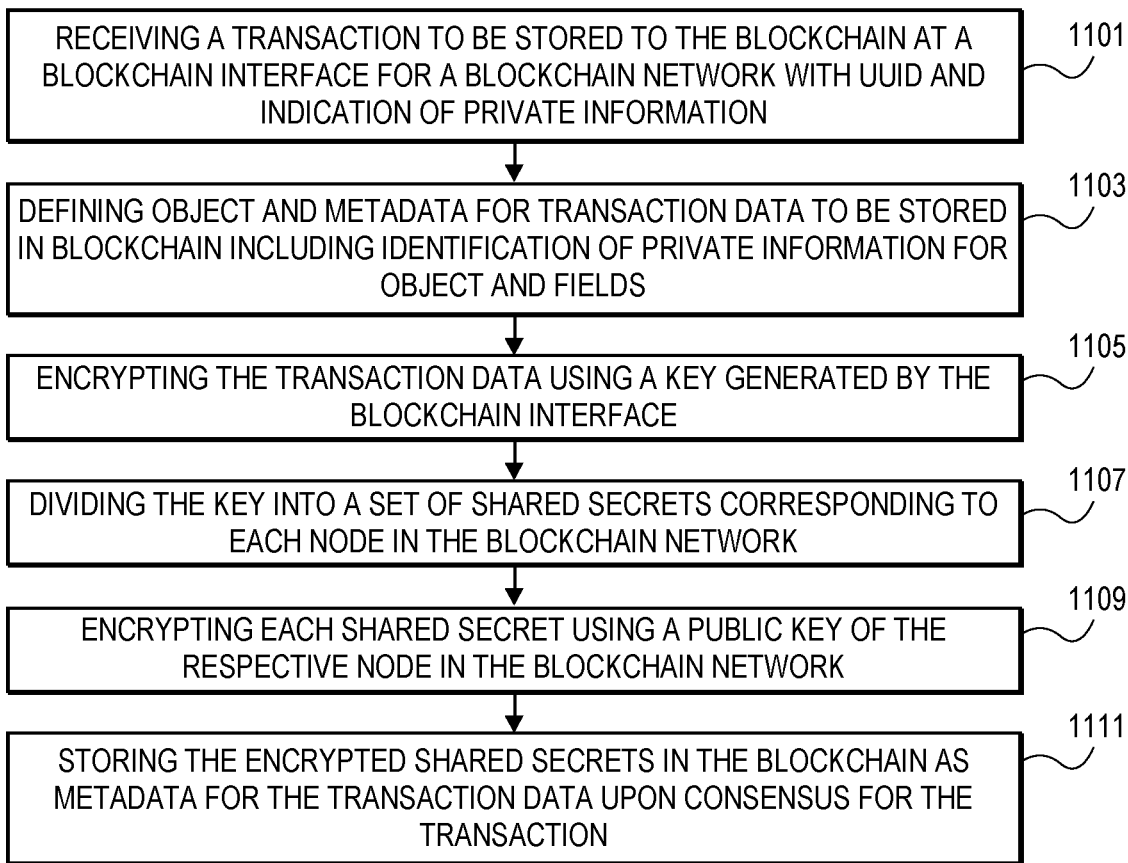 RECEIVING A TRANSACTION TO BE STORED TO THE BLOCKCHAIN AT A
BLOCKCHAIN INTERFACE FOR A BLOCKCHAIN NETWORK WITH UUID AND
INDICATION OF PRIVATE INFORMATION
1101
DEFINING OBJECT AND METADATA FOR TRANSACTION DATA TO BE STORED
IN BLOCKCHAIN INCLUDING IDENTIFICATION OF PRIVATE INFORMATION FOR
OBJECT AND FIELDS
1103
ENCRYPTING THE TRANSACTION DATA USING A KEY GENERATED BY THE
BLOCKCHAIN INTERFACE
1105
DIVIDING THE KEY INTO A SET OF SHARED SECRETS CORRESPONDING TO
EACH NODE IN THE BLOCKCHAIN NETWORK
1107
ENCRYPTING EACH SHARED SECRET USING A PUBLIC KEY OF THE
RESPECTIVE NODE IN THE BLOCKCHAIN NETWORK
1109
STORING THE ENCRYPTED SHARED SECRETS IN THE BLOCKCHAIN AS
METADATA FOR THE TRANSACTION DATA UPON CONSENSUS FOR THE
TRANSACTION
1111